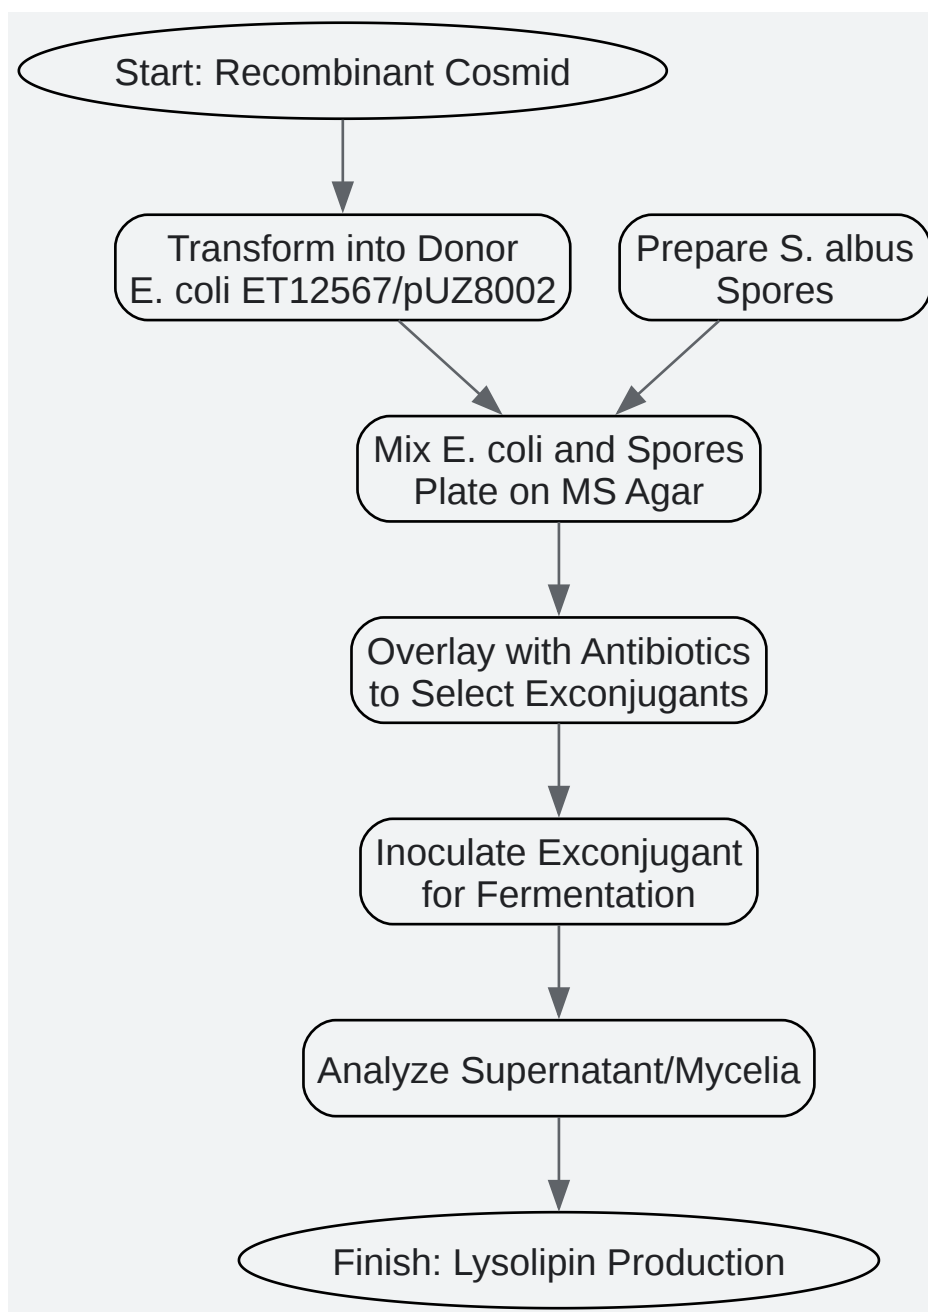 Start: Recombinant Cosmid
Transform into Donor
E. coli ET12567/pUZ8002
Prepare S. albus
Spores
Mix E. coli and Spores
Plate on MS Agar
Overlay with Antibiotics
to Select Exconjugants
Inoculate Exconjugant
for Fermentation
Analyze Supernatant/Mycelia
Finish: Lysolipin Production